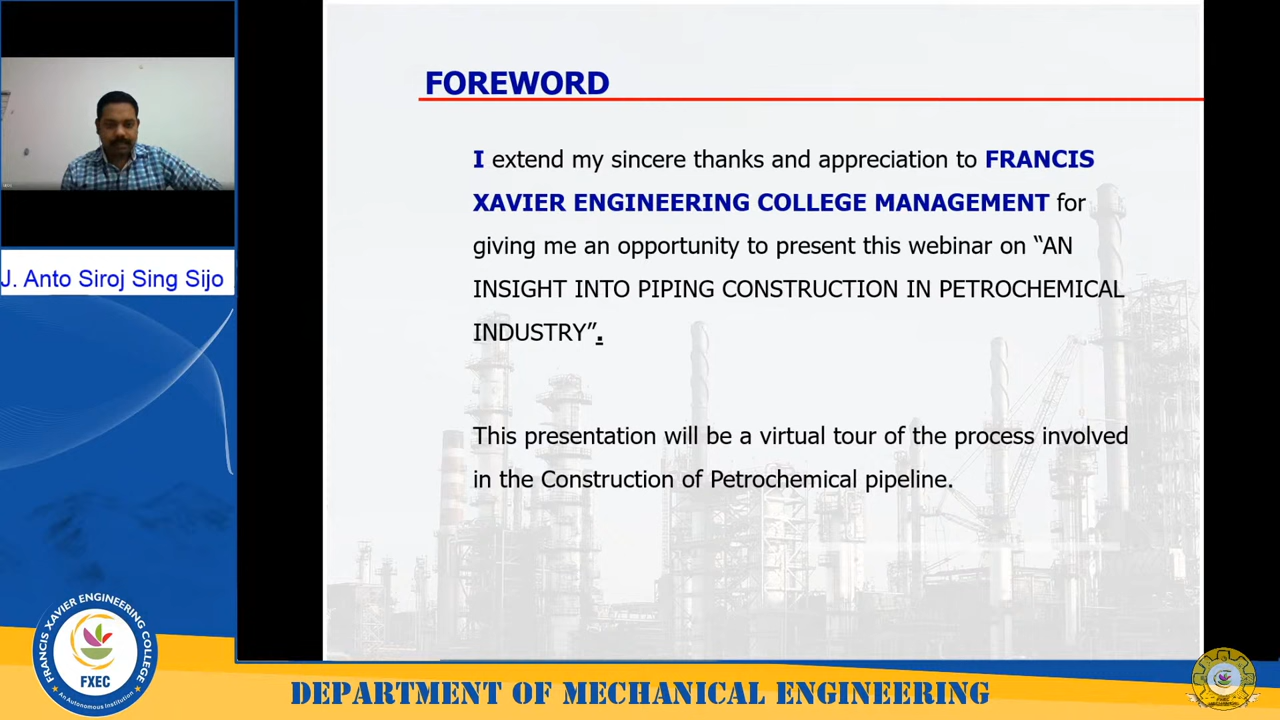 FOREWORD
I extend my sincere thanks and appreciation to FRANCIS
XAVIER ENGINEERING COLLEGE MANAGEMENT for
giving me an opportunity to present this webinar on “AN
INSIGHT INTO PIPING CONSTRUCTION IN PETROCHEMICAL
INDUSTRY”.
This presentation will be a virtual tour of the process involved
in the Construction of Petrochemical pipeline.
J. Anto Siroj Sing Sijo
FRANCIS XAVIER ENGINEERING COLLEGE
FXEC
An Autonomous Institution
DEPARTMENT OF MECHANICAL ENGINEERING